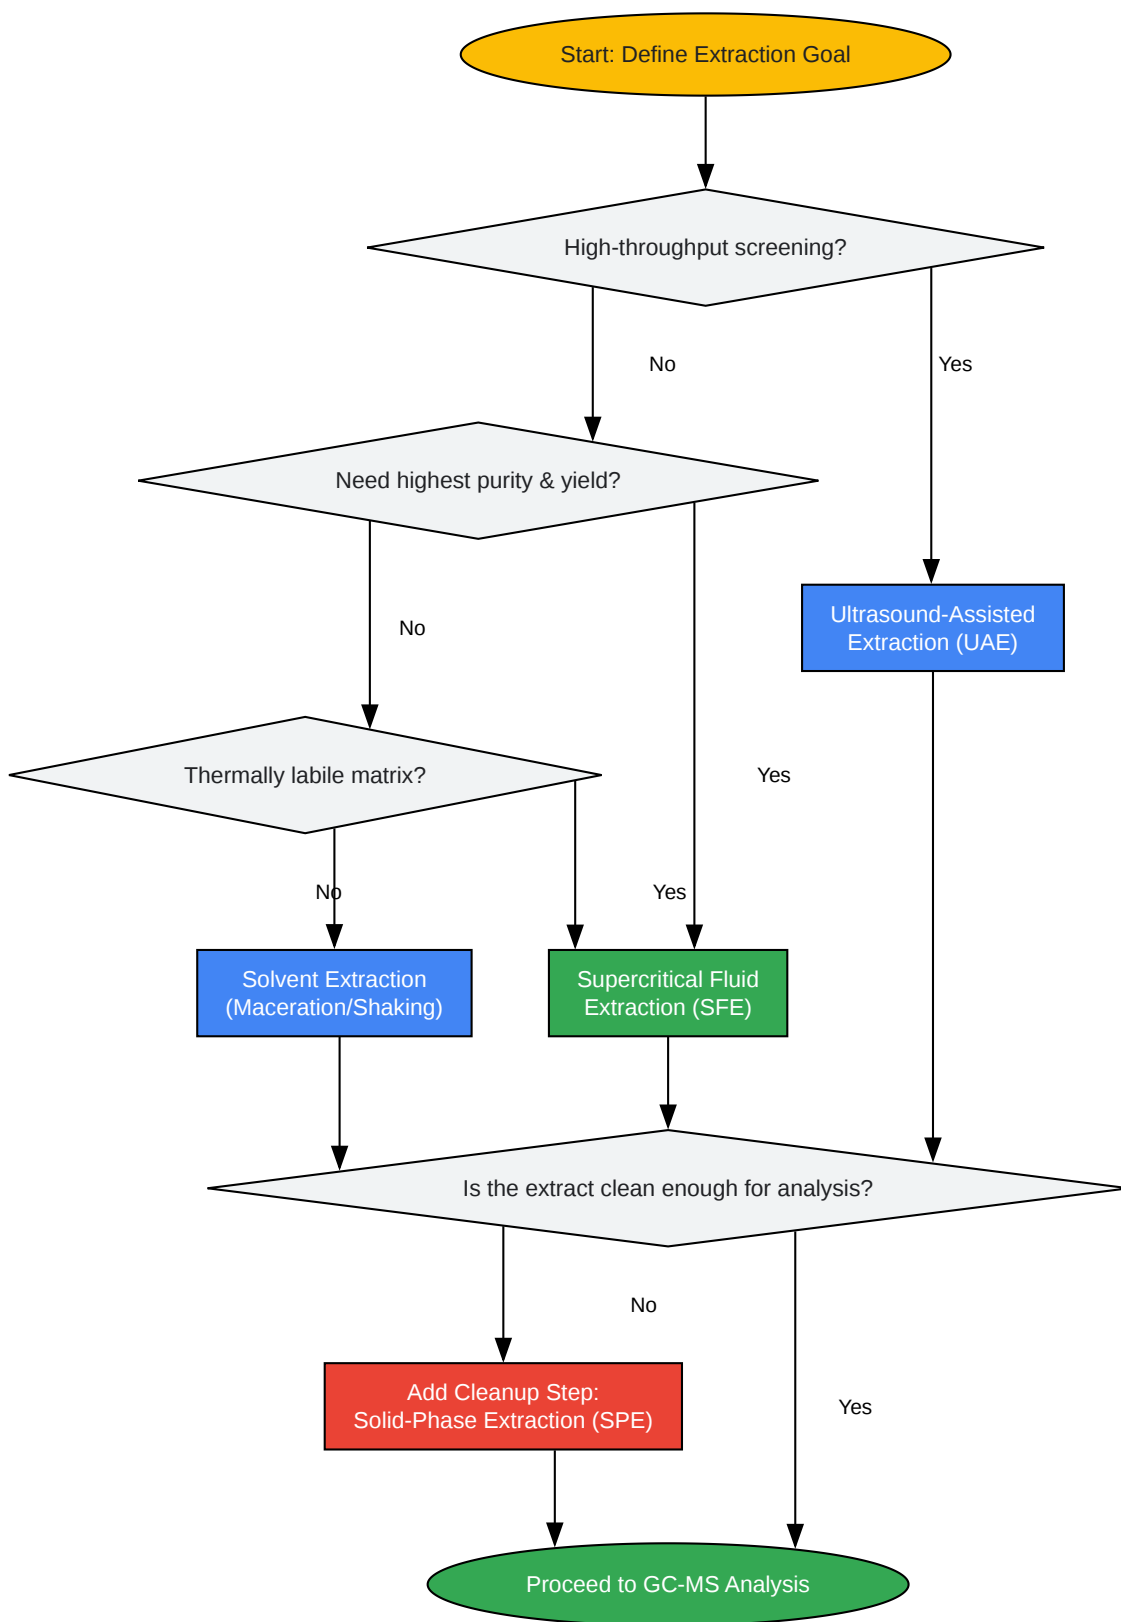 Start: Define Extraction Goal
High-throughput screening?
No
Yes
Need highest purity & yield?
Ultrasound-Assisted
Extraction (UAE)
No
Thermally labile matrix?
Yes
No
Yes
Solvent Extraction
(Maceration/Shaking)
Supercritical Fluid
Extraction (SFE)
Is the extract clean enough for analysis?
No
Add Cleanup Step:
Solid-Phase Extraction (SPE)
Yes
Proceed to GC-MS Analysis